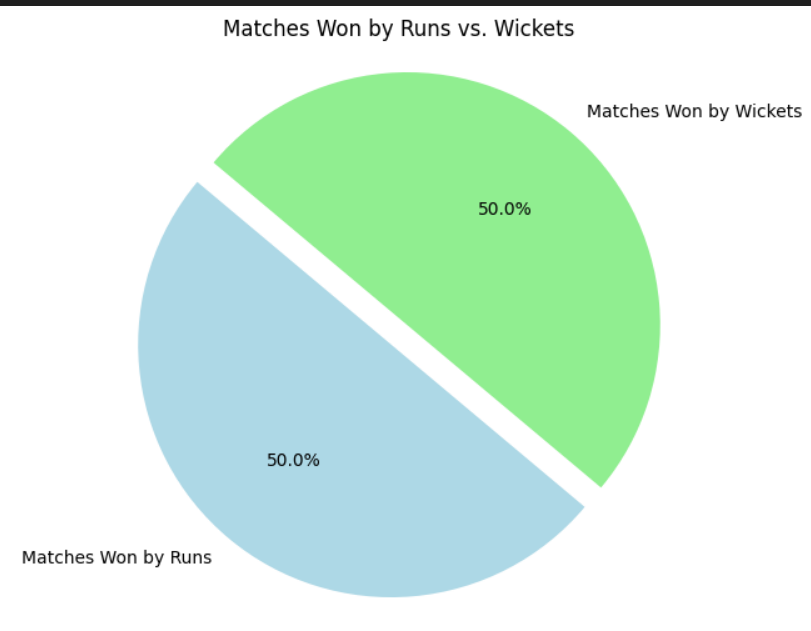 Matches Won by Runs vs. Wickets
Matches Won by Wickets
50.0%
50.0%
Matches Won by Runs